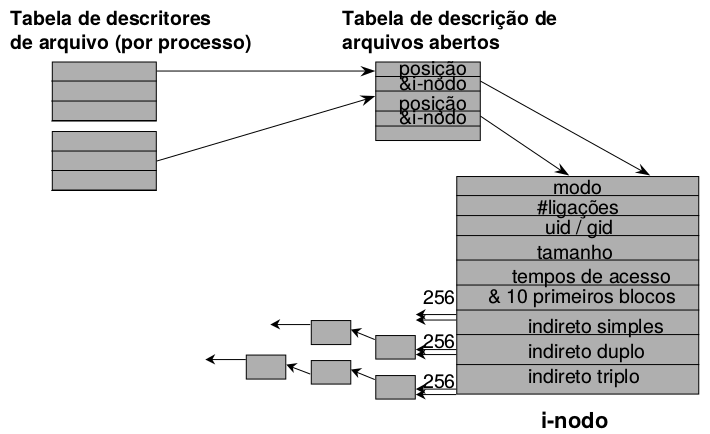 Tabela de descritores
de arquivo (por processo)
Tabela de descrição de
arquivos abertos
posição
&i-nodo
posição
&i-nodo
modo
#ligações
uid / gid
tamanho
tempos de acesso
256
& 10 primeiros blocos
indireto simples
256
indireto duplo
256
indireto triplo
i-nodo